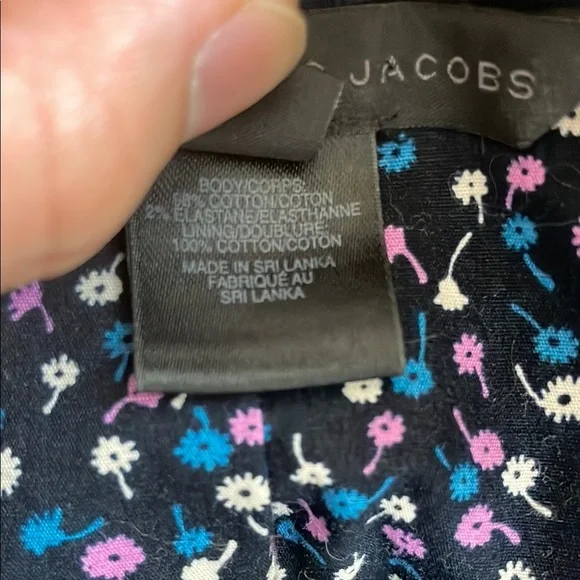 JACOBS
BODY/CORPS:
98% COTTON/COTON
2% ELASTANE/ELASTHANNE
LINING/DOUBLURE:
100% COTTON/COTON
MADE IN SRI LANKA
FABRIQUÉ AU
SRI LANKA